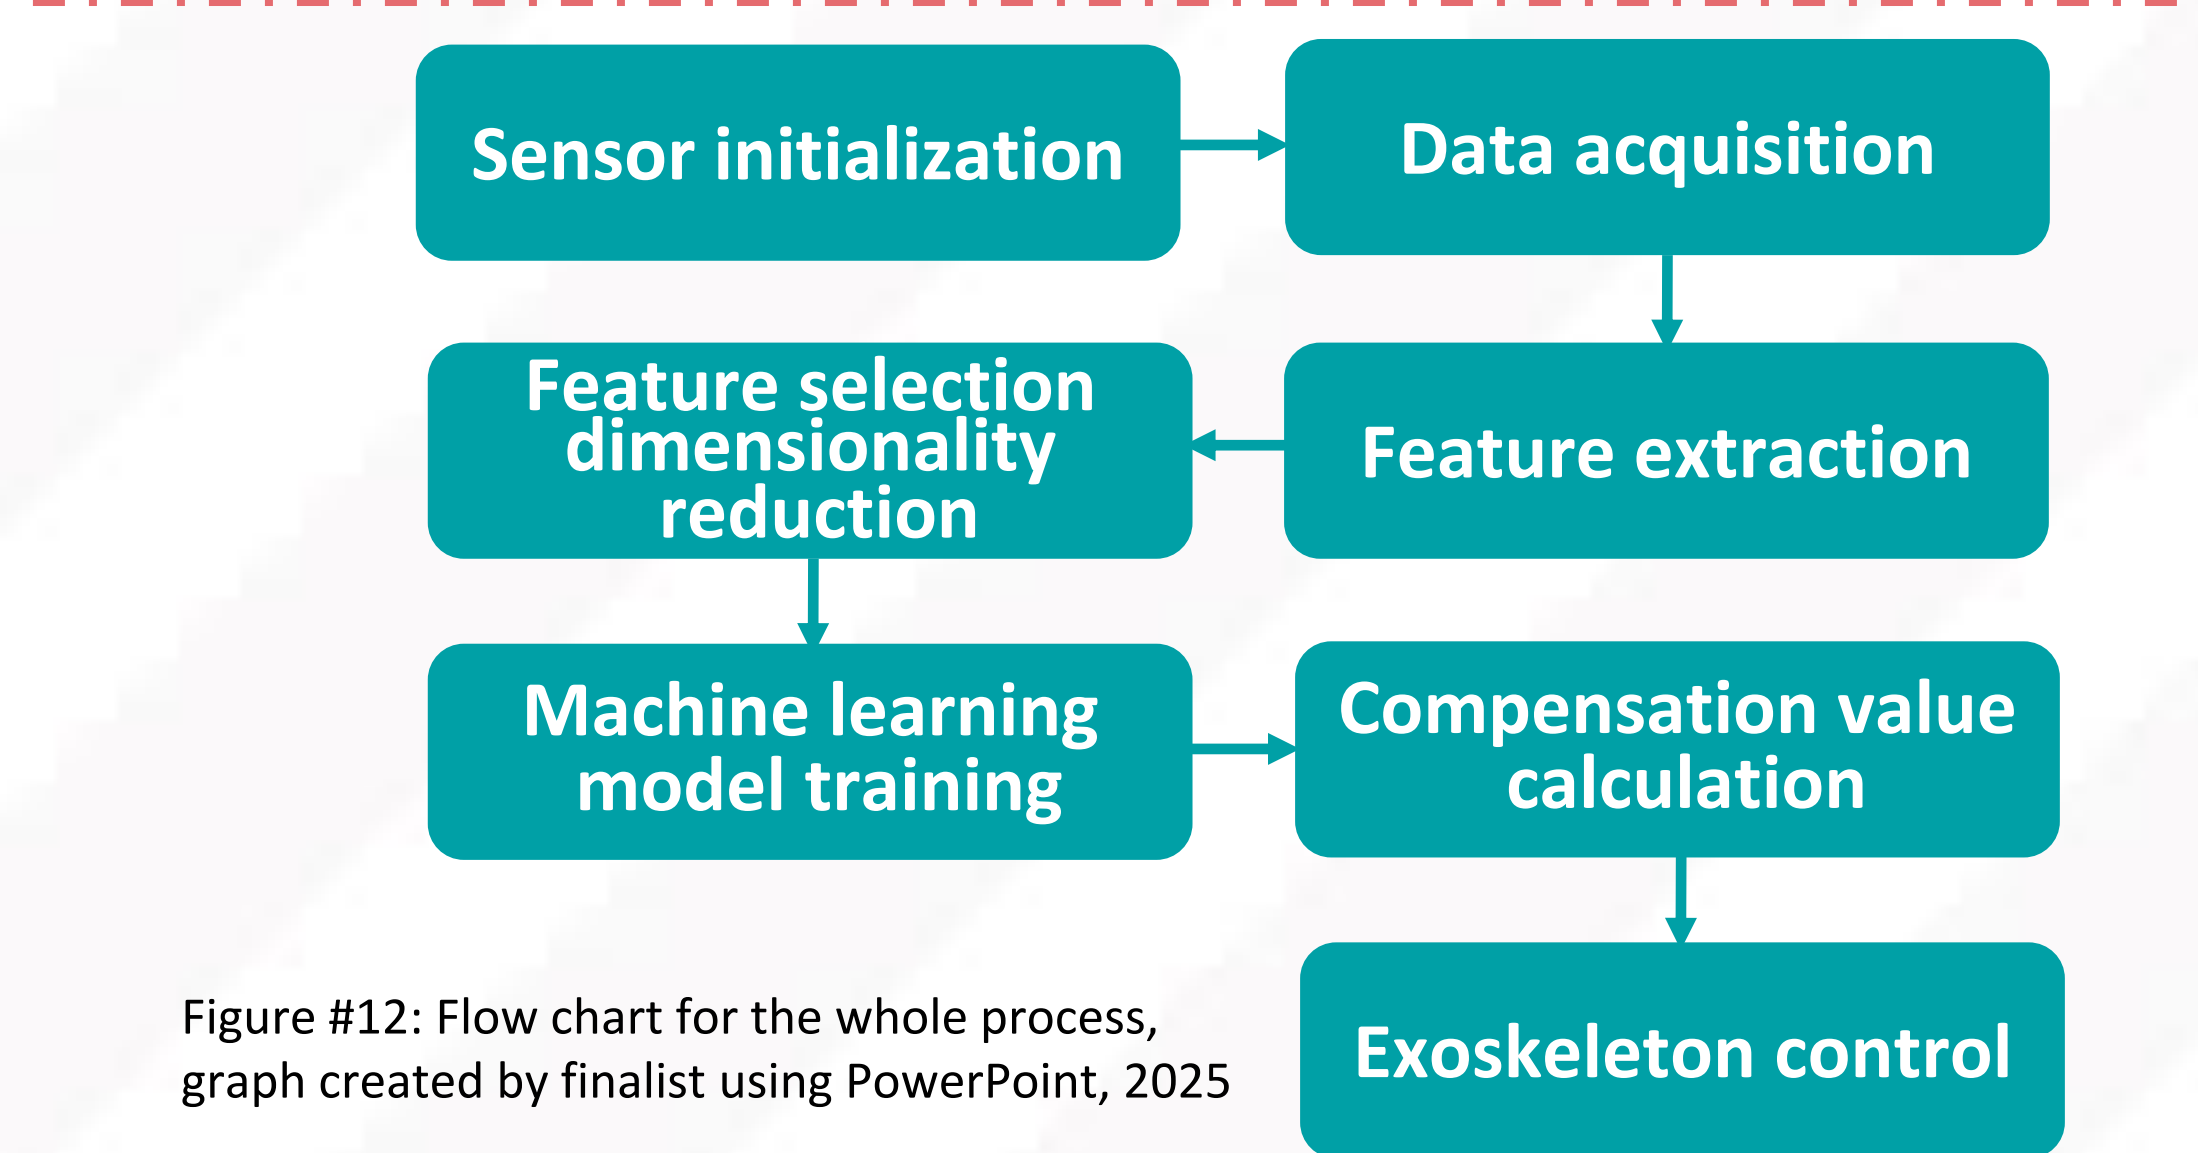 Sensor initialization
Data acquisition
Feature extraction
Feature selection
dimensionality
reduction
Machine learning
model training
Compensation value
calculation
Exoskeleton control
Figure #12: Flow chart for the whole process,
graph created by finalist using PowerPoint, 2025